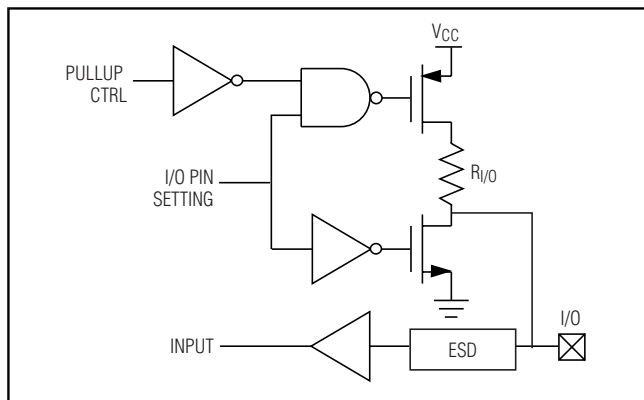 VCC
PULLUP
CTRL
RI/O
I/O PIN
SETTING
I/O
INPUT
ESD